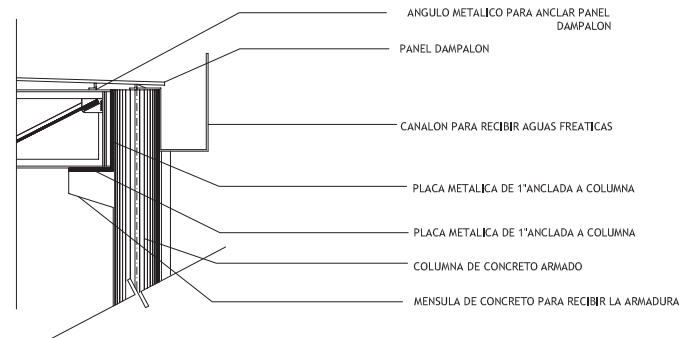 ANGULO METALICO PARA ANCLAR PANEL
DAMPALON
PANEL DAMPALON
CANALON PARA RECIBIR AGUAS FREATICAS
PLACA METALICA DE 1"ANCLADA A COLUMNA
PLACA METALICA DE 1"ANCLADA A COLUMNA
COLUMNA DE CONCRETO ARMADO
MENSULA DE CONCRETO PARA RECIBIR LA ARMADURA